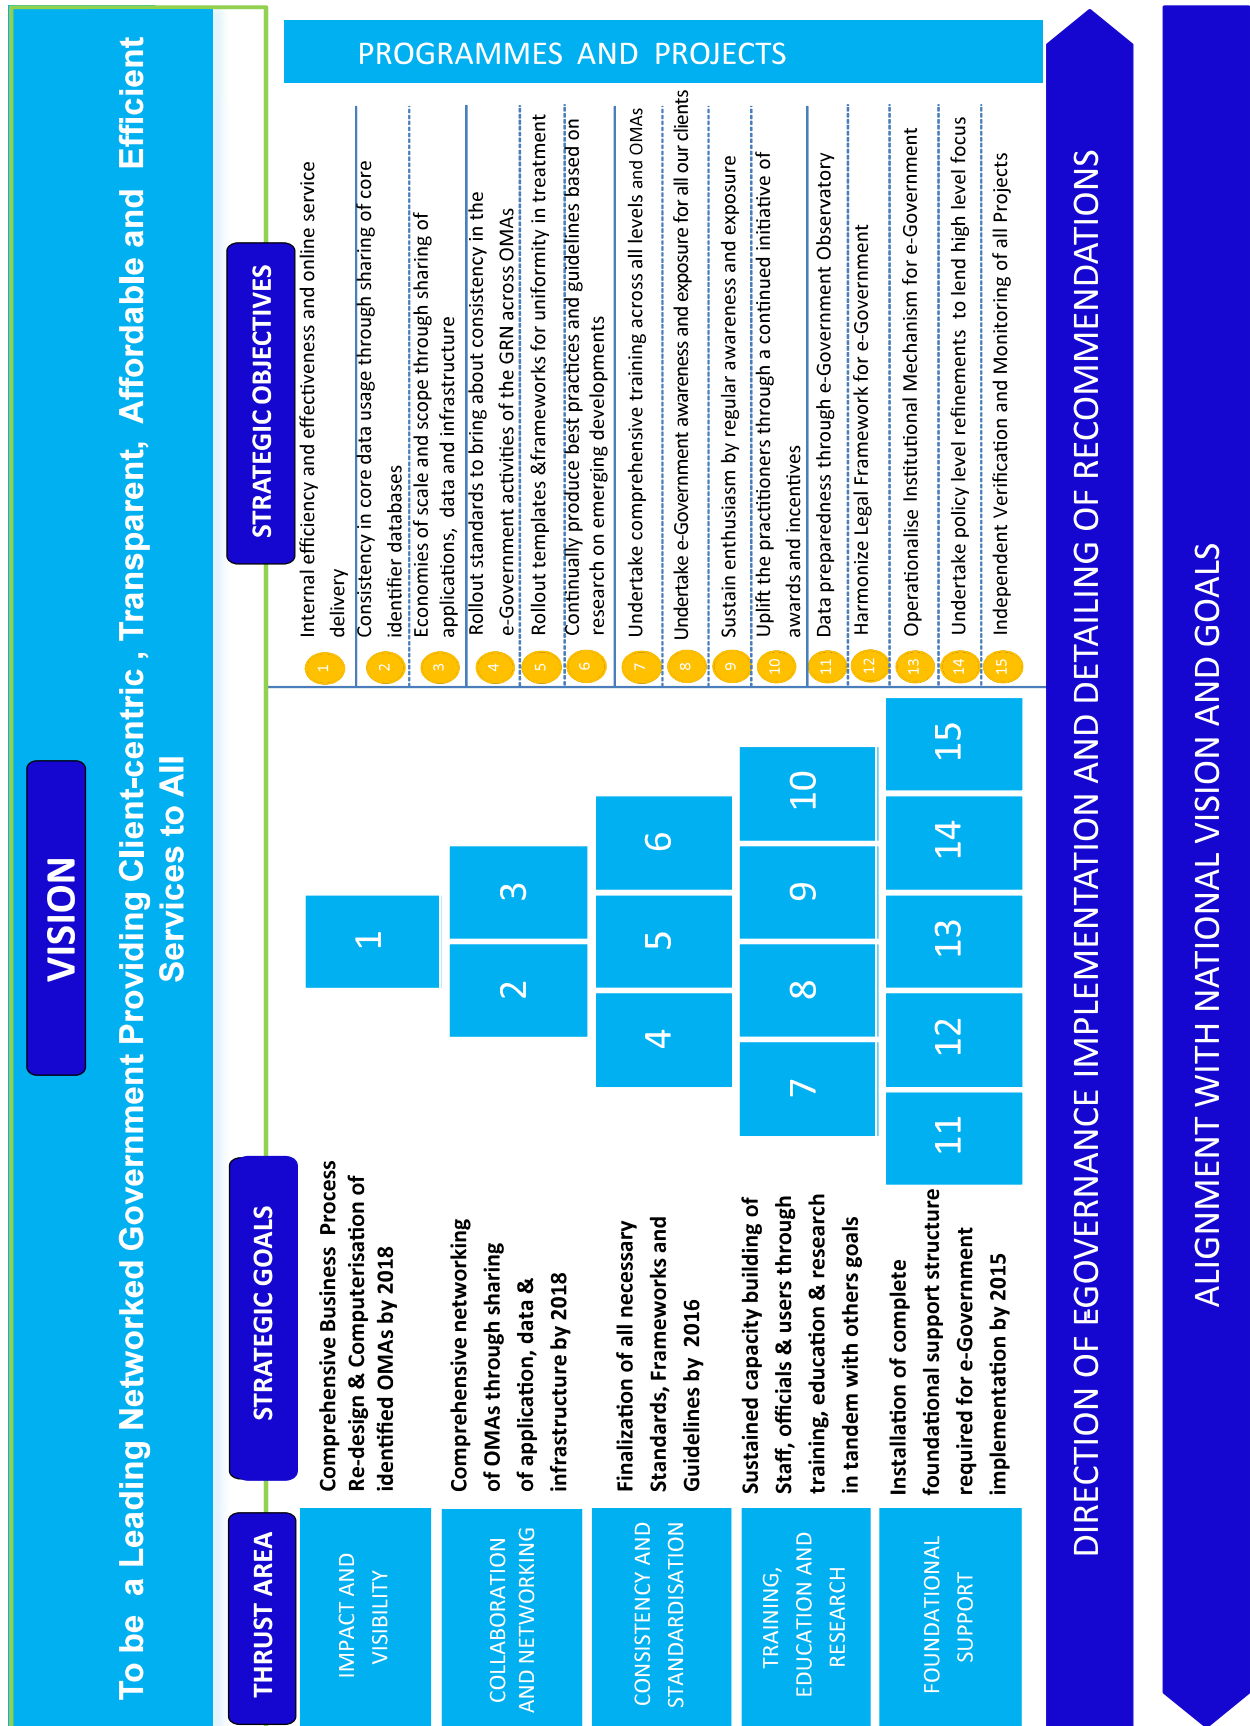 VISION
To be a Leading Networked Government Providing Client-centric , Transparent, Affordable and Efficient
Services to All
THRUST AREA
STRATEGIC GOALS
STRATEGIC OBJECTIVES
IMPACT AND
VISIBILITY
Comprehensive Business Process
Re-design & Computerisation of
identified OMAs by 2018
1
1
Internal efficiency and effectiveness and online service
delivery
COLLABORATION
AND NETWORKING
Comprehensive networking
of OMAs through sharing
of application, data &
infrastructure by 2018
2
3
2
Consistency in core data usage through sharing of core
identifier databases
3
Economies of scale and scope through sharing of
applications, data and infrastructure
CONSISTENCY AND
STANDARDISATION
Finalization of all necessary
Standards, Frameworks and
Guidelines by 2016
4
5
6
4
Rollout standards to bring about consistency in the
e-Government activities of the GRN across OMAs
5
Rollout templates &frameworks for uniformity in treatment
6
Continually produce best practices and guidelines based on
research on emerging developments
TRAINING,
EDUCATION AND
RESEARCH
Sustained capacity building of
Staff, officials & users through
training, education & research
in tandem with others goals
7
8
9
10
7
Undertake comprehensive training across all levels and OMAs
8
Undertake e-Government awareness and exposure for all our clients
9
Sustain enthusiasm by regular awareness and exposure
10
Uplift the practitioners through a continued initiative of
awards and incentives
FOUNDATIONAL
SUPPORT
Installation of complete
foundational support structure
required for e-Government
implementation by 2015
11
12
13
14
15
11
Data preparedness through e-Government Observatory
12
Harmonize Legal Framework for e-Government
13
Operationalise Institutional Mechanism for e-Government
14
Undertake policy level refinements to lend high level focus
15
Independent Verification and Monitoring of all Projects
PROGRAMMES AND PROJECTS
DIRECTION OF EGOVERNANCE IMPLEMENTATION AND DETAILING OF RECOMMENDATIONS
ALIGNMENT WITH NATIONAL VISION AND GOALS